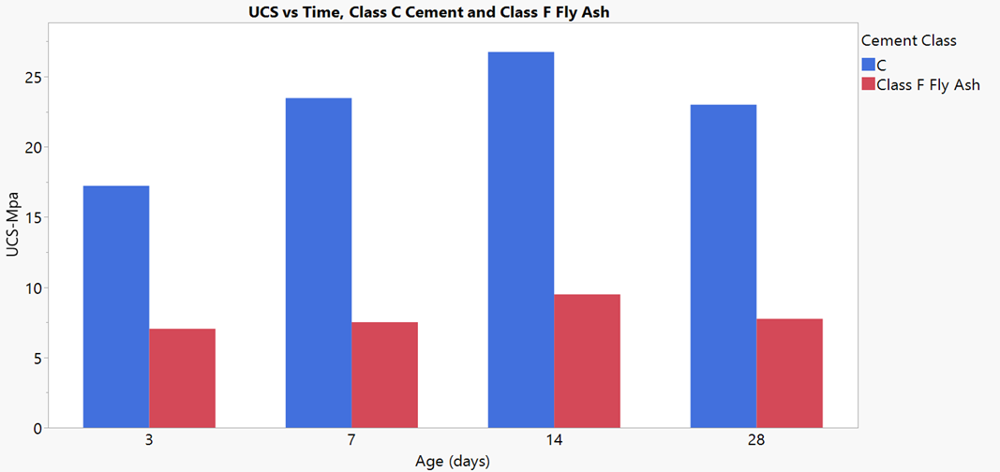 UCS vs Time, Class C Cement and Class F Fly Ash
Cement Class
C
Class F Fly Ash
UCS-Mpa
25
20
15
10
5
0
3 7 14 28
Age (days)